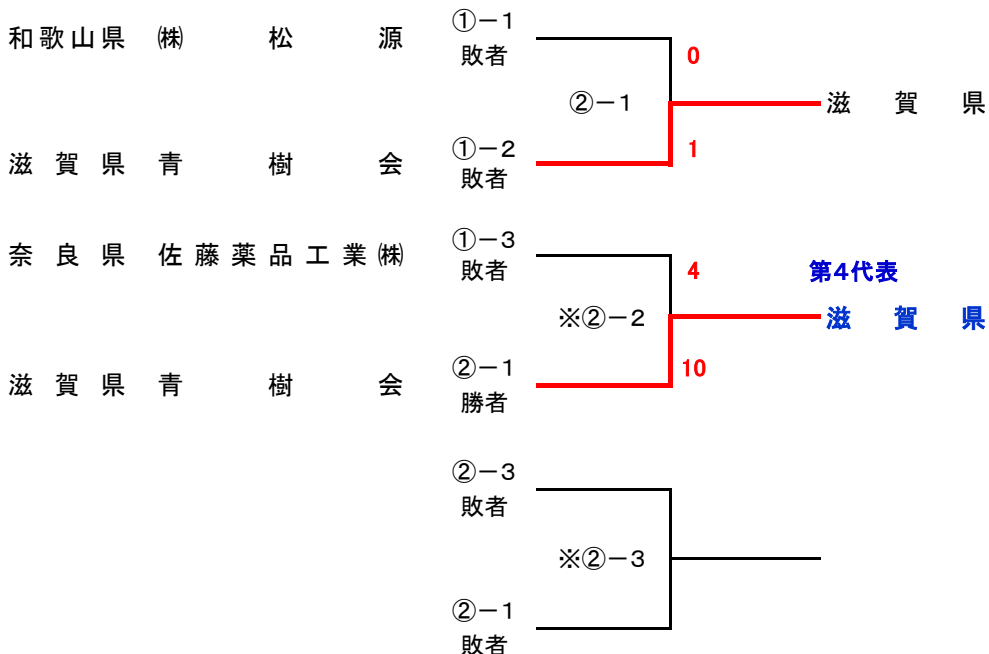 和歌山県 ㈱ 松 源 ①－1 敗者
0
②－1 滋 賀 県
滋 賀 県 青 樹 会 ①－2 敗者
1
奈 良 県 佐 藤 薬 品 工 業 ㈱ ①－3 敗者
4 第4代表
※②－2 滋 賀 県
滋 賀 県 青 樹 会 ②－1 勝者
10
②－3 敗者
※②－3
②－1 敗者